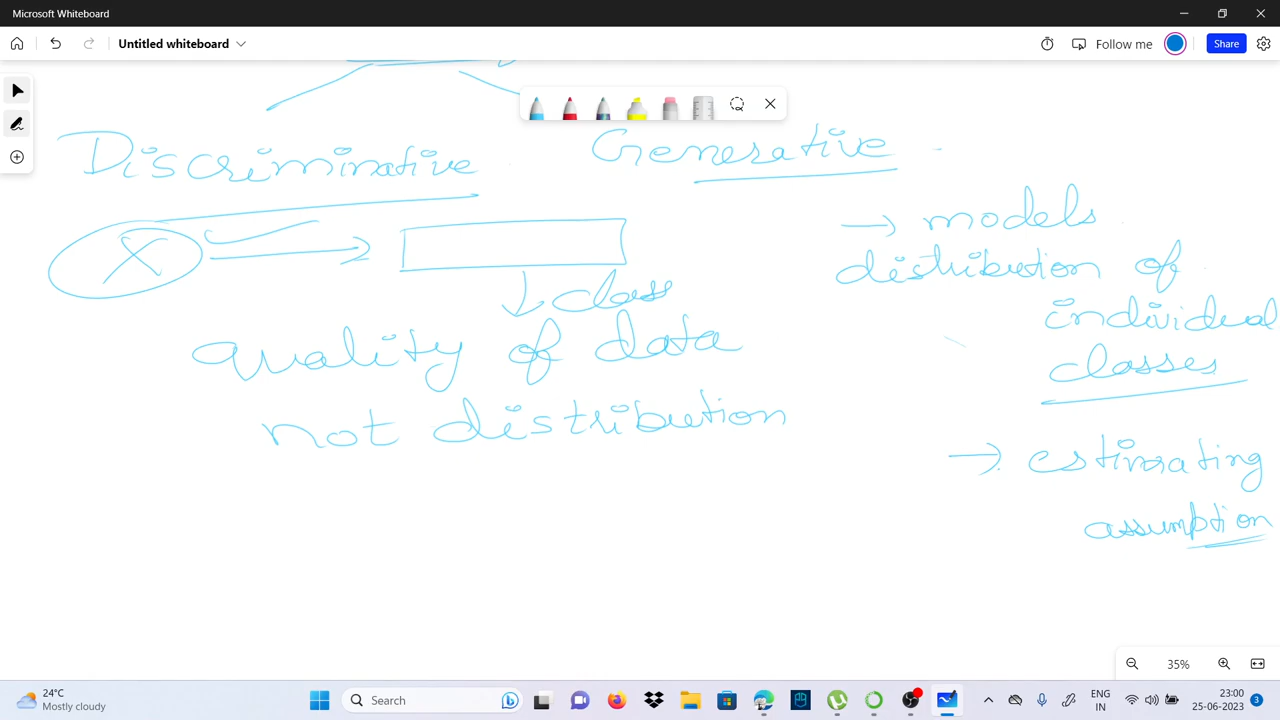 Microsoft Whiteboard
Untitled whiteboard
Follow me
Share
Discriminative
Generative
X
class
quality of data
not distribution
→ models
distribution of
individual
classes
→ estimating
assumption
35%
24°C
Mostly cloudy
Search
ENG
IN
23:00
25-06-2023
3